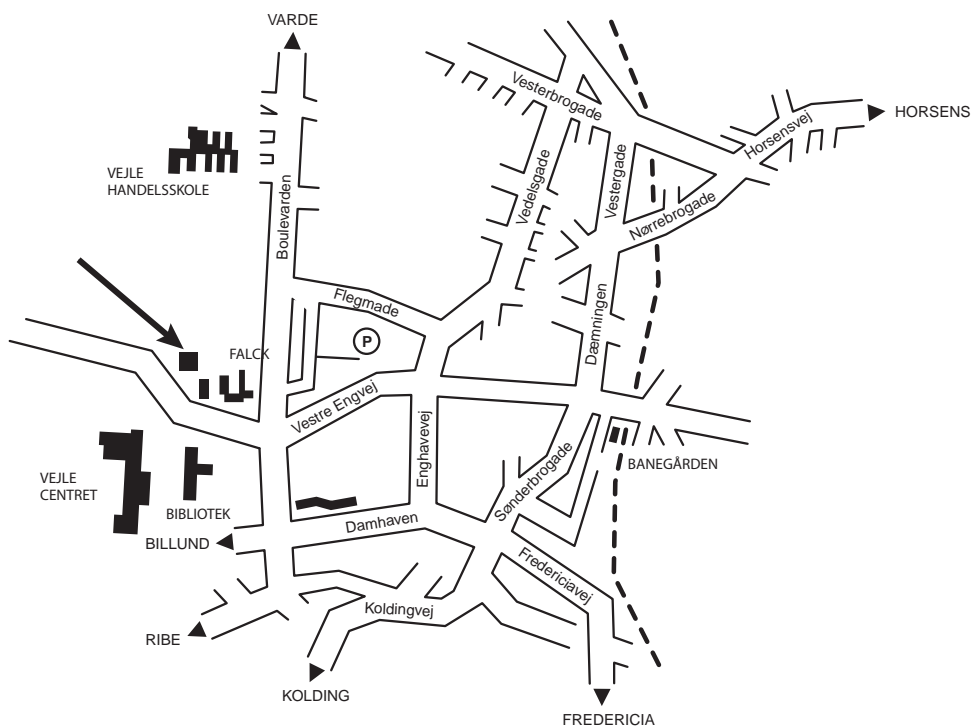 VARDE
Vesterbrogade
HORSENS
Horsensvej
VEJLE
HANDELSSKOLE
Boulevarden
Vedelsgade
Vestergade
Nørrebrogade
Flegmade
P
Dæmningen
FALCK
Vestre Engvej
Enghavevej
Sønderbrogade
BANEGÅRDEN
VEJLE
CENTRET
BIBLIOTEK
Damhaven
BILLUND
Fredericiavej
Koldingvej
RIBE
KOLDING
FREDERICIA